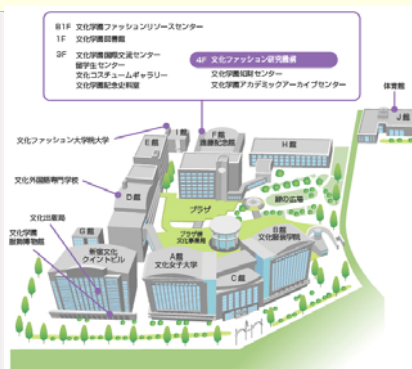 B1F 文化学園ファッションリソースセンター
1F 文化学園図書館
3F 文化学園国際交流センター
留学生センター
文化コスチュームギャラリー
文化学園記念史料室
4F 文化ファッション研究機構
文化学園知財センター
文化学園アカデミックアーカイブセンター
体育館
J館
I館
F館
遠藤記念館
文化ファッション大学院大学
E館
H館
文化外国語専門学校
D館
プラザ
緑の広場
文化出版局
プラザ棟
文化学園
服飾博物館
G館
新宿文化
クイントビル
A館
文化女子大学
B館
文化服装学院
C館